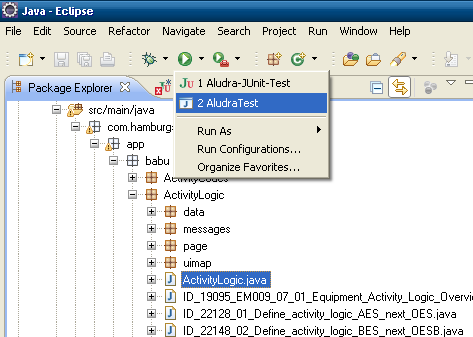 Java - Eclipse
File Edit Source Refactor Navigate Search Project Run Window Help
Package Explorer
1 Aludra-JUnit-Test
2 AludraTest
Run As
Run Configurations...
Organize Favorites...
src/main/java
com.hamburgs
app
babu
ActivityCodes
ActivityLogic
data
messages
page
uimap
ActivityLogic.java
ID_19095_EM009_07_01_Equipment_Activity_Logic_Overvi
ID_22128_01_Define_activity_logic_AES_next_OES.java
ID_22148_02_Define_activity_logic_BES_next_OESB.java